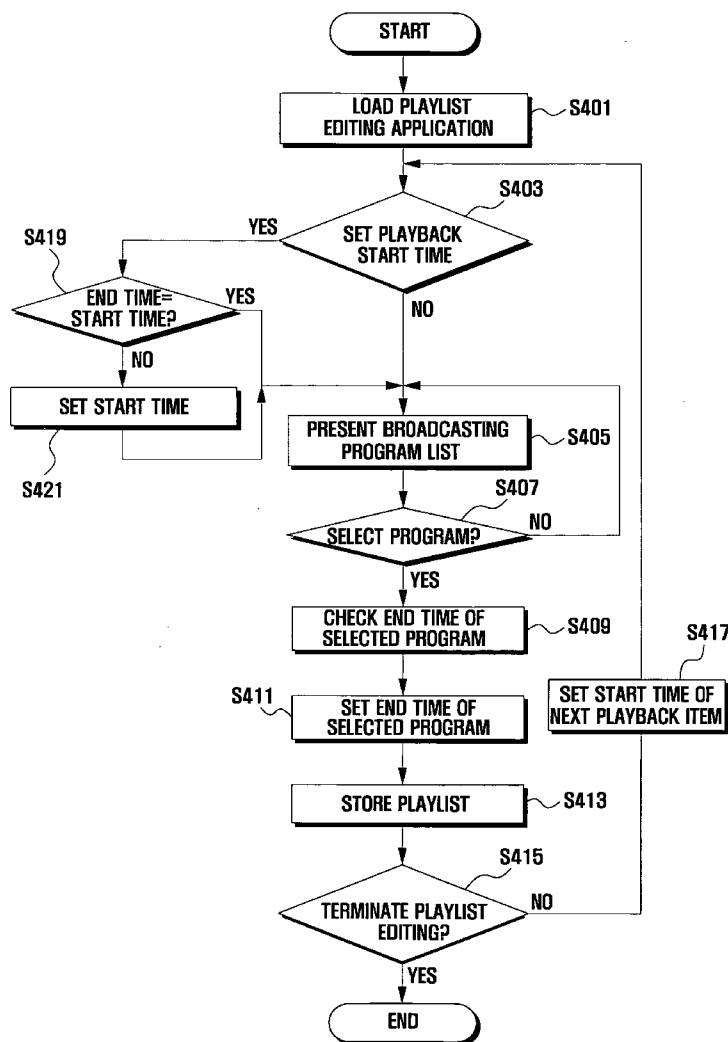 START
LOAD PLAYLIST
EDITING APPLICATION
S401
S403
SET PLAYBACK
START TIME
YES
NO
S419
END TIME=
START TIME?
YES
NO
SET START TIME
S421
PRESENT BROADCASTING
PROGRAM LIST
S405
S407
SELECT PROGRAM?
NO
YES
CHECK END TIME OF
SELECTED PROGRAM
S409
S411
SET END TIME OF
SELECTED PROGRAM
S417
SET START TIME OF
NEXT PLAYBACK ITEM
STORE PLAYLIST
S413
S415
TERMINATE PLAYLIST
EDITING?
NO
YES
END